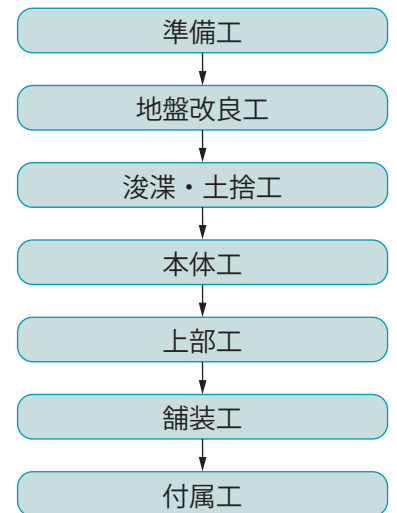 準備工
地盤改良工
浚渫・土捨工
本体工
上部工
舗装工
付属工